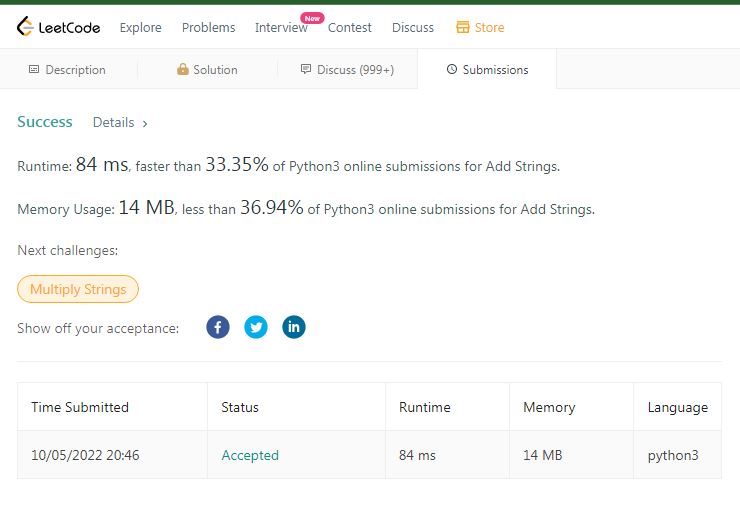 LeetCode Explore Problems Interview New Contest Discuss Store
Description Solution Discuss (999+) Submissions
Success Details ›
Runtime: 84 ms, faster than 33.35% of Python3 online submissions for Add Strings.
Memory Usage: 14 MB, less than 36.94% of Python3 online submissions for Add Strings.
Next challenges:
Multiply Strings
Show off your acceptance:
Time Submitted Status Runtime Memory Language
10/05/2022 20:46 Accepted 84 ms 14 MB python3